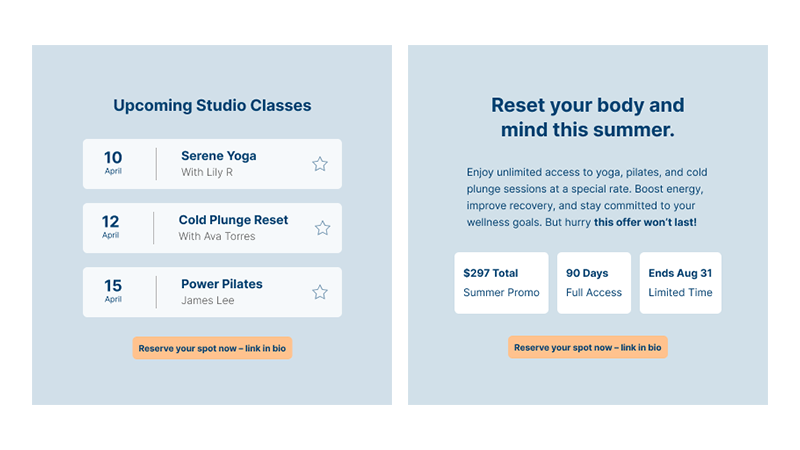 Upcoming Studio Classes
10
April
Serene Yoga
With Lily R
12
April
Cold Plunge Reset
With Ava Torres
15
April
Power Pilates
James Lee
Reserve your spot now – link in bio
Reset your body and
mind this summer.
Enjoy unlimited access to yoga, pilates, and cold
plunge sessions at a special rate. Boost energy,
improve recovery, and stay committed to your
wellness goals. But hurry this offer won’t last!
$297 Total
Summer Promo
90 Days
Full Access
Ends Aug 31
Limited Time
Reserve your spot now – link in bio